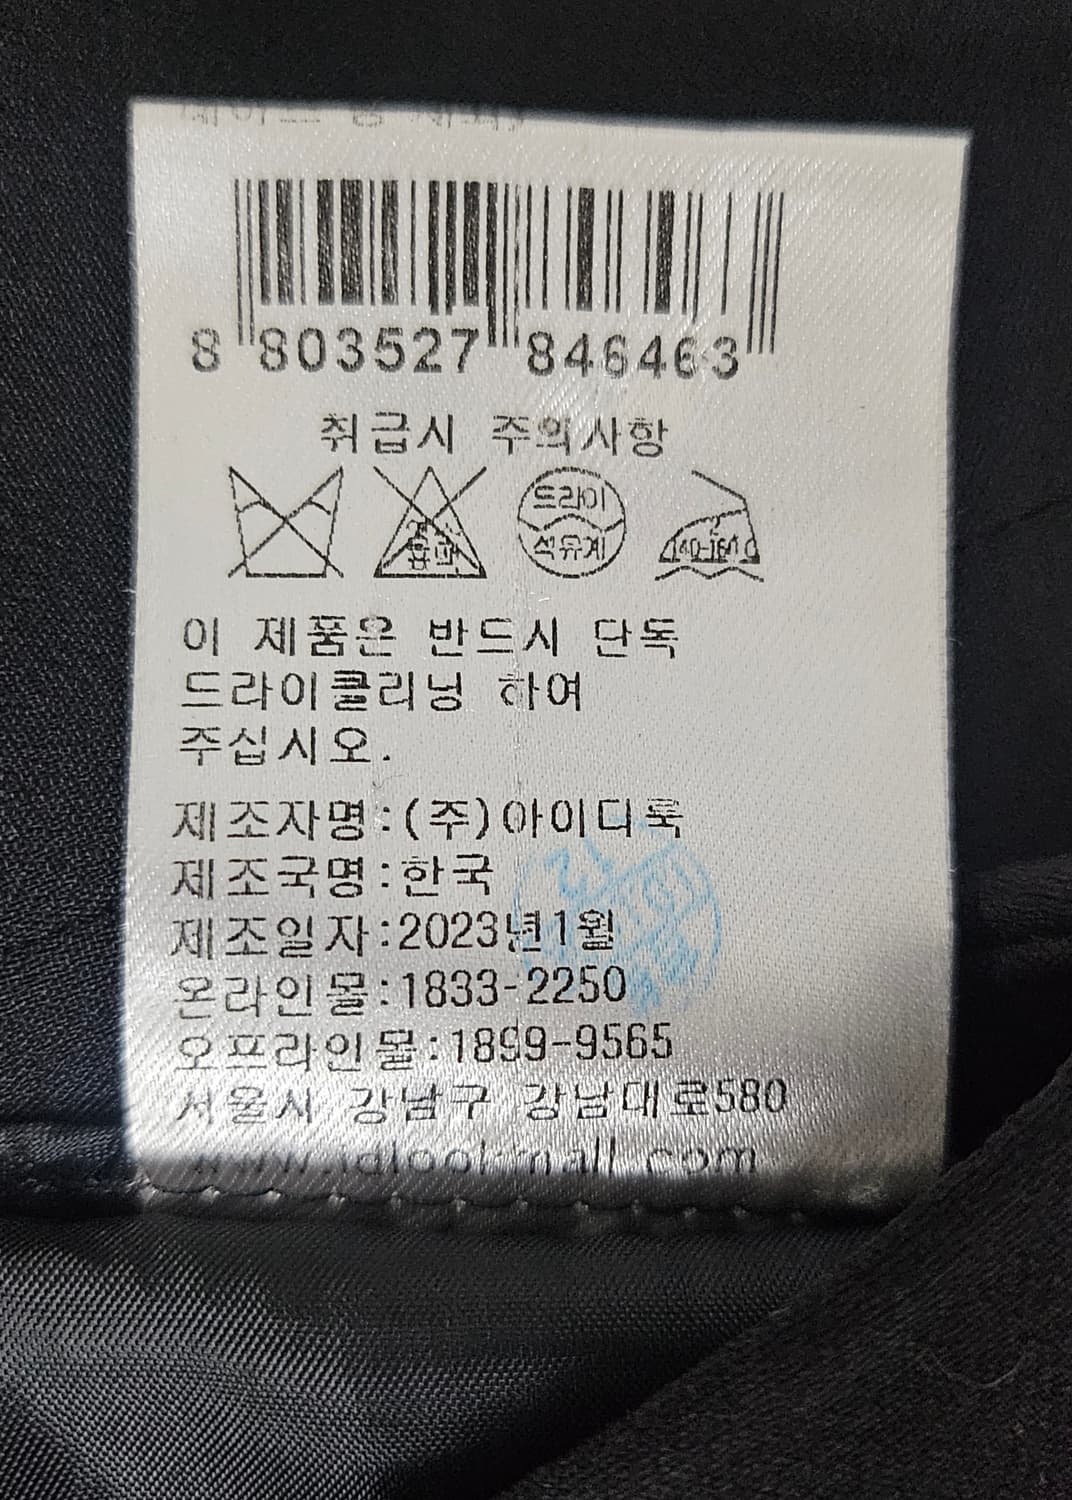 8 803527 846463
취급시 주의사항
드라이
석유계
이 제품은 반드시 단독
드라이클리닝 하여
주십시오.
제조자명:(주)아이디룩
제조국명:한국
제조일자:2023년1월
온라인몰:1833-2250
오프라인몰:1899-9565
서울시 강남구 강남대로580
www.idlookmall.com